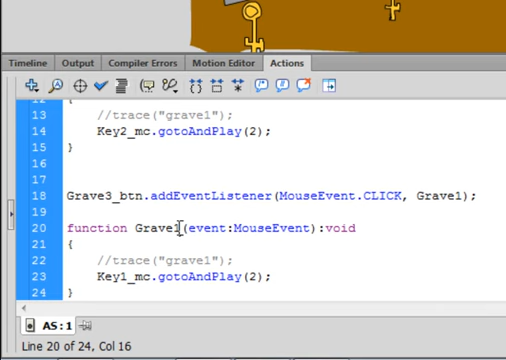 Timeline Output Compiler Errors Motion Editor Actions
12 {
13 //trace("grave1");
14 Key2_mc.gotoAndPlay(2);
15 }
16
17
18 Grave3_btn.addEventListener(MouseEvent.CLICK, Grave1);
19
20 function Grave1(event:MouseEvent):void
21 {
22 //trace("grave1");
23 Key1_mc.gotoAndPlay(2);
24 }
AS:1
Line 20 of 24, Col 16